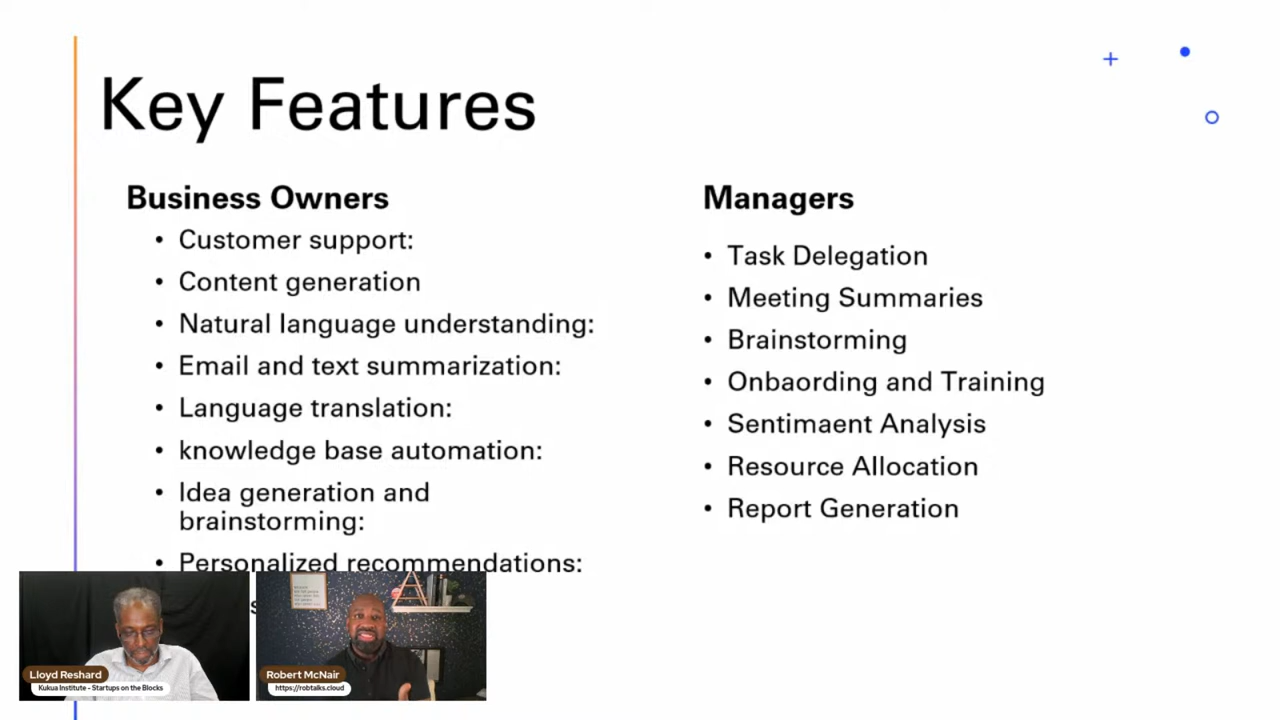 Key Features
Business Owners
• Customer support:
• Content generation
• Natural language understanding:
• Email and text summarization:
• Language translation:
• knowledge base automation:
• Idea generation and
brainstorming:
• Personalized recommendations:
Managers
• Task Delegation
• Meeting Summaries
• Brainstorming
• Onbaording and Training
• Sentimaent Analysis
• Resource Allocation
• Report Generation
Lloyd Reshard
Kukua Institute - Startups on the Blocks
Robert McNair
https://robtalks.cloud